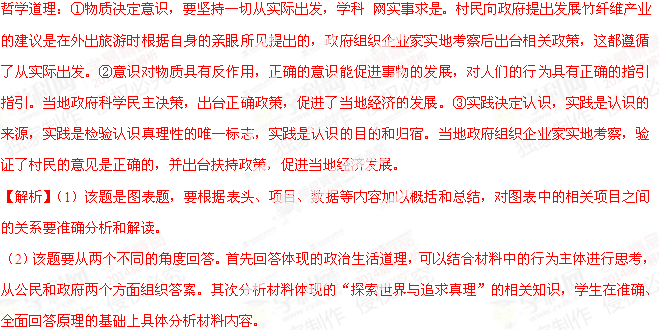 哲学道理：①物质决定意识，要坚持一切从实际出发，学科 网实事求是。村民向政府提出发展竹纤维产业
的建议是在外出旅游时根据自身的亲眼所见提出的，政府组织企业家实地考察后出台相关政策，这都遵循
了从实际出发。②意识对物质具有反作用，正确的意识能促进事物的发展，对人们的行为具有正确的指引
指引。当地政府科学民主决策，出台正确政策，促进了当地经济的发展。③实践决定认识，实践是认识的
来源，实践是检验认识真理性的唯一标志，实践是认识的目的和归宿。当地政府组织企业家实地考察，验
证了村民的意见是正确的，并出台扶持政策，促进当地经济发展。
【解析】（1）该题是图表题，要根据表头、项目、数据等内容加以概括和总结，对图表中的相关项目之间
的关系要准确分析和解读。
（2）该题要从两个不同的角度回答。首先回答体现的政治生活道理，可以结合材料中的行为主体进行思考，
从公民和政府两个方面组织答案。其次分析材料体现的“探索世界与追求真理”的相关知识，学生在准确、
全面回答原理的基础上具体分析材料内容。